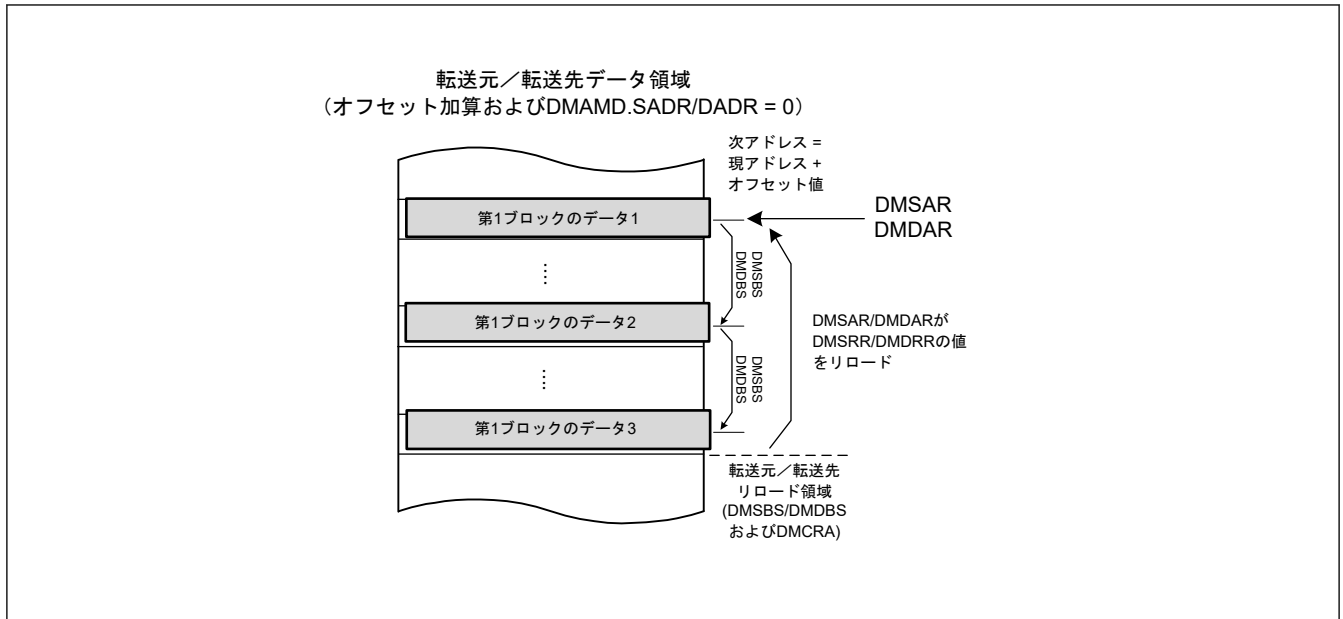 転送元／転送先データ領域
（オフセット加算およびDMAMD.SADR/DADR = 0）
次アドレス =
現アドレス +
オフセット値
DMSAR
DMDAR
第1ブロックのデータ1
DMSBS
DMDBS
⋮
第1ブロックのデータ2
DMSAR/DMDARが
DMSRR/DMDRRの値
をリロード
DMSBS
DMDBS
⋮
第1ブロックのデータ3
転送元／転送先
リロード領域
(DMSBS/DMDBS
およびDMCRA)